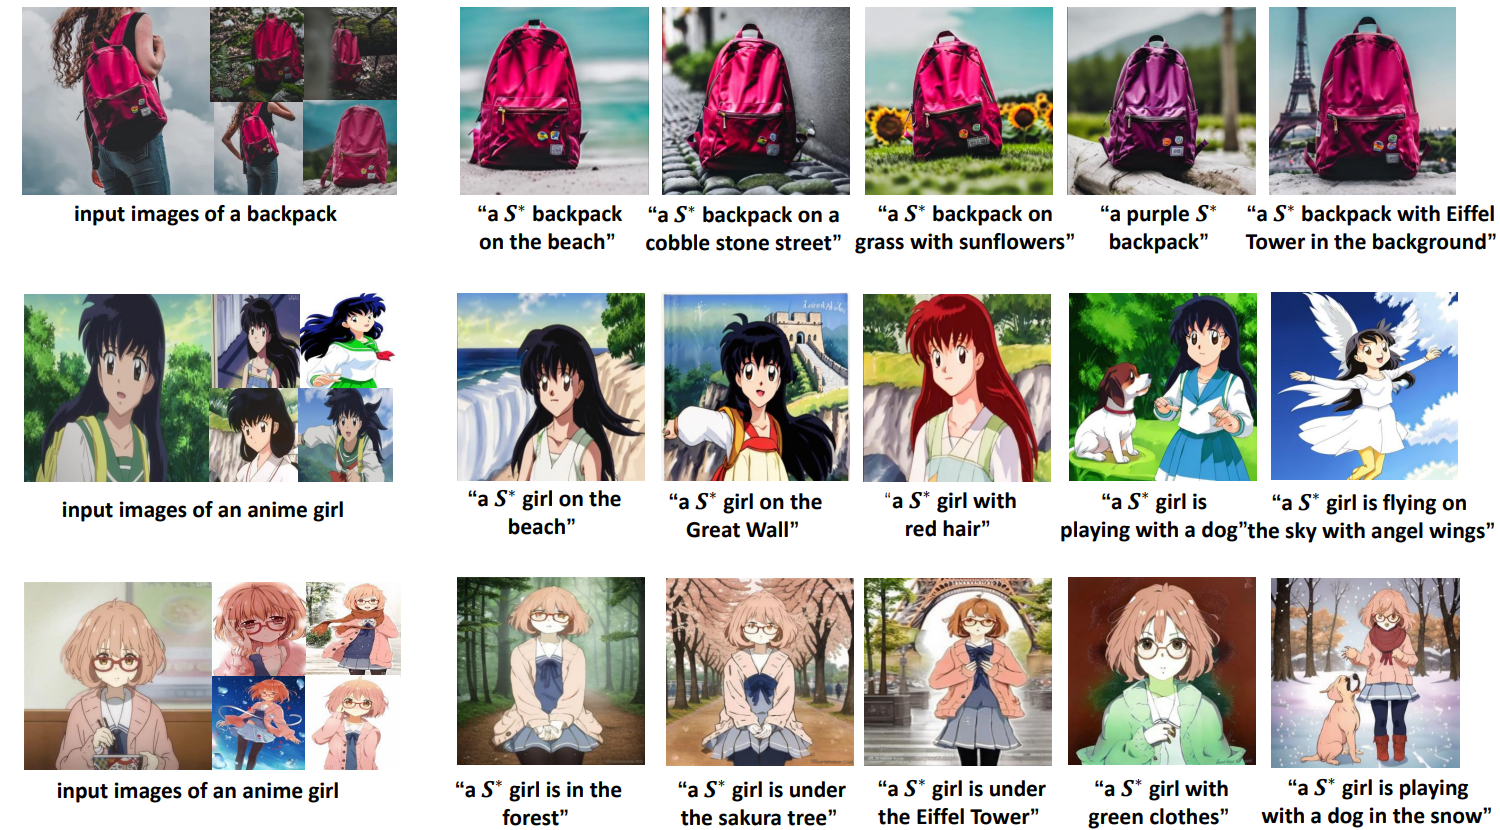 input images of a backpack
“a S* backpack
on the beach”
“a S* backpack on a
cobble stone street”
“a S* backpack on
grass with sunflowers”
“a purple S*
backpack”
“a S* backpack with Eiffel
Tower in the background”
input images of an anime girl
“a S* girl on the
beach”
“a S* girl on the
Great Wall”
“a S* girl with
red hair”
“a S* girl is
playing with a dog”
“a S* girl is flying on
the sky with angel wings”
input images of an anime girl
“a S* girl is in the
forest”
“a S* girl is under
the sakura tree”
“a S* girl is under
the Eiffel Tower”
“a S* girl with
green clothes”
“a S* girl is playing
with a dog in the snow”